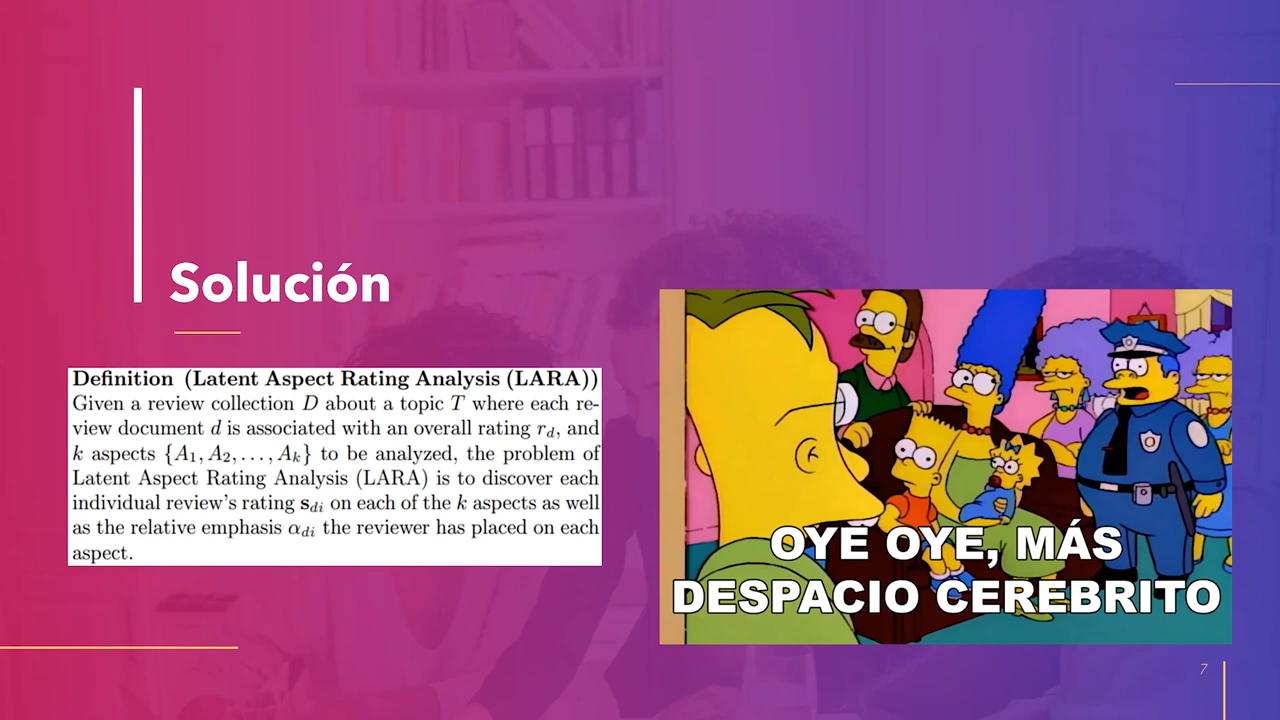 Solución
Definition (Latent Aspect Rating Analysis (LARA))
Given a review collection D about a topic T where each re-
view document d is associated with an overall rating r_d, and
k aspects {A_1, A_2, . . . , A_k} to be analyzed, the problem of
Latent Aspect Rating Analysis (LARA) is to discover each
individual review's rating s_di on each of the k aspects as well
as the relative emphasis α_di the reviewer has placed on each
aspect.
OYE OYE, MÁS
DESPACIO CEREBRITO
7